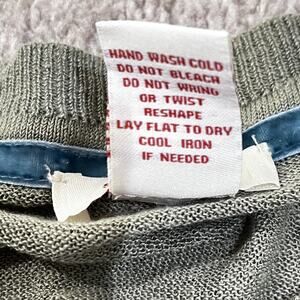 HAND WASH COLD
DO NOT BLEACH
DO NOT WRING
OR TWIST
RESHAPE
LAY FLAT TO DRY
COOL IRON
IF NEEDED